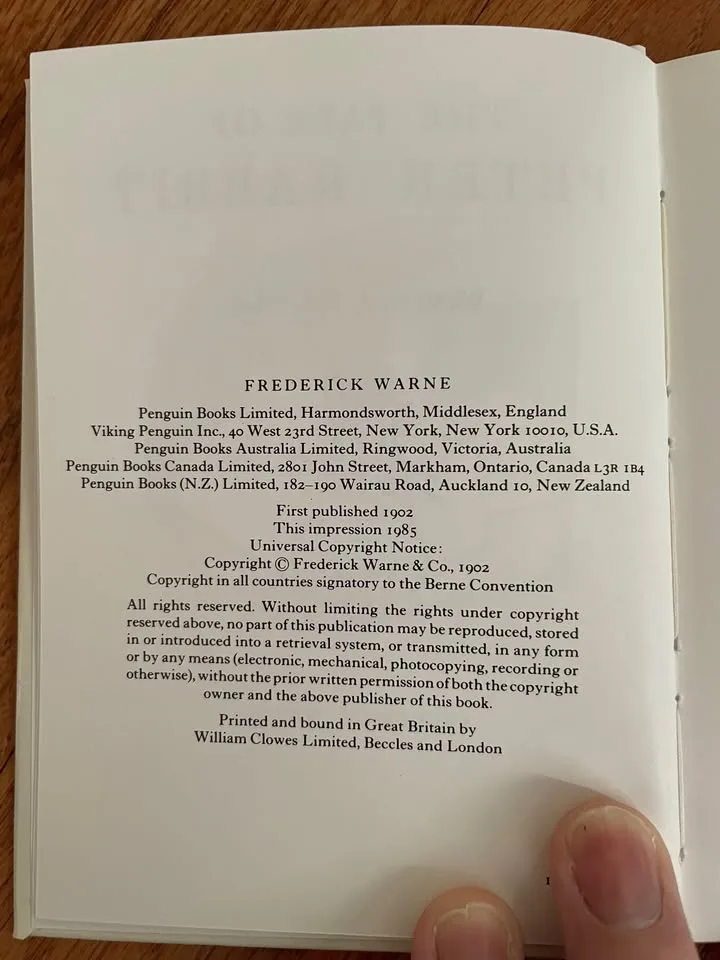 FREDERICK WARNE
Penguin Books Limited, Harmondsworth, Middlesex, England
Viking Penguin Inc., 40 West 23rd Street, New York, New York 10010, U.S.A.
Penguin Books Australia Limited, Ringwood, Victoria, Australia
Penguin Books Canada Limited, 2801 John Street, Markham, Ontario, Canada L3R 1B4
Penguin Books (N.Z.) Limited, 182–190 Wairau Road, Auckland 10, New Zealand
First published 1902
This impression 1985
Universal Copyright Notice:
Copyright © Frederick Warne & Co., 1902
Copyright in all countries signatory to the Berne Convention
All rights reserved. Without limiting the rights under copyright
reserved above, no part of this publication may be reproduced, stored
in or introduced into a retrieval system, or transmitted, in any form
or by any means (electronic, mechanical, photocopying, recording or
otherwise), without the prior written permission of both the copyright
owner and the above publisher of this book.
Printed and bound in Great Britain by
William Clowes Limited, Beccles and London